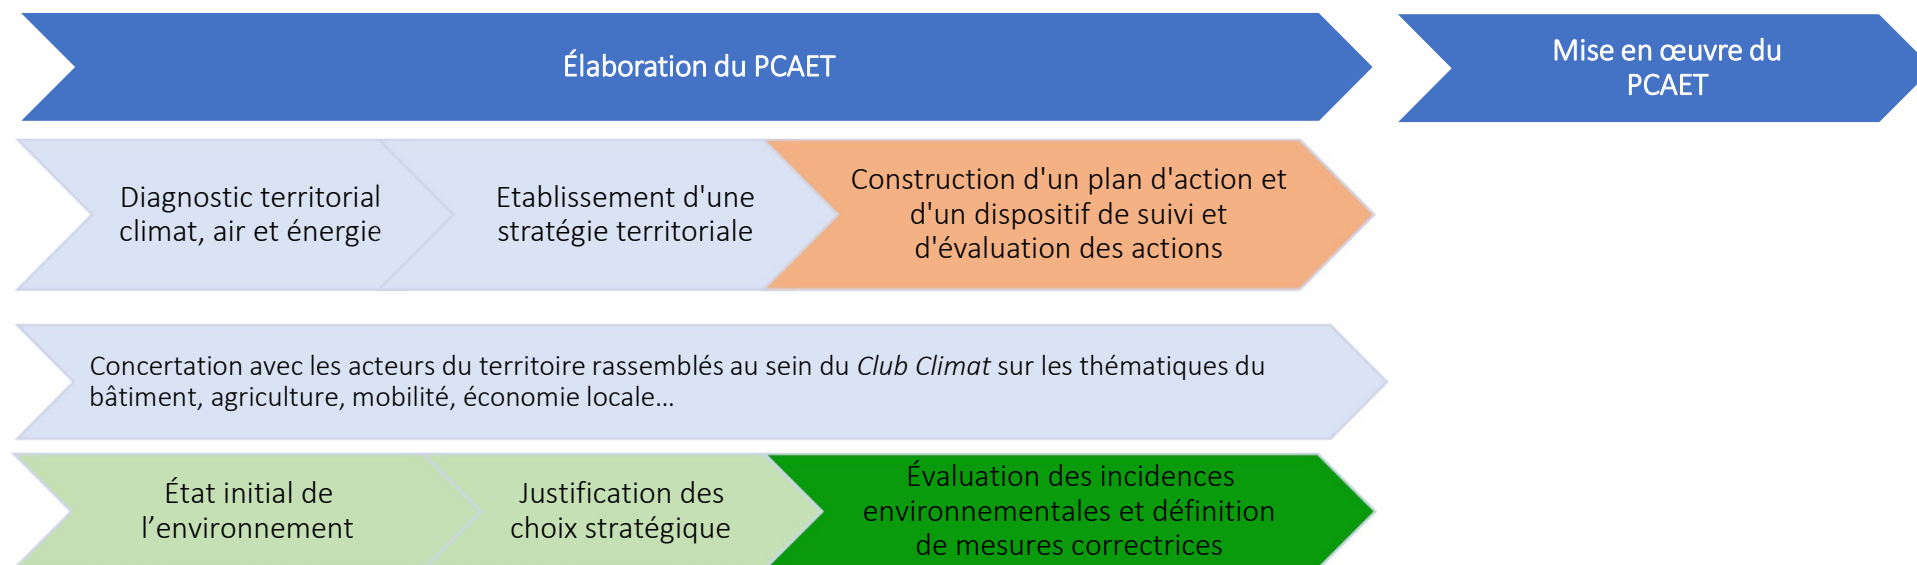 Élaboration du PCAET
Mise en œuvre du
PCAET
Diagnostic territorial
climat, air et énergie
Etablissement d'une
stratégie territoriale
Construction d'un plan d'action et
d'un dispositif de suivi et
d'évaluation des actions
Concertation avec les acteurs du territoire rassemblés au sein du Club Climat sur les thématiques du
bâtiment, agriculture, mobilité, économie locale…
État initial de
l’environnement
Justification des
choix stratégique
Évaluation des incidences
environnementales et définition
de mesures correctrices